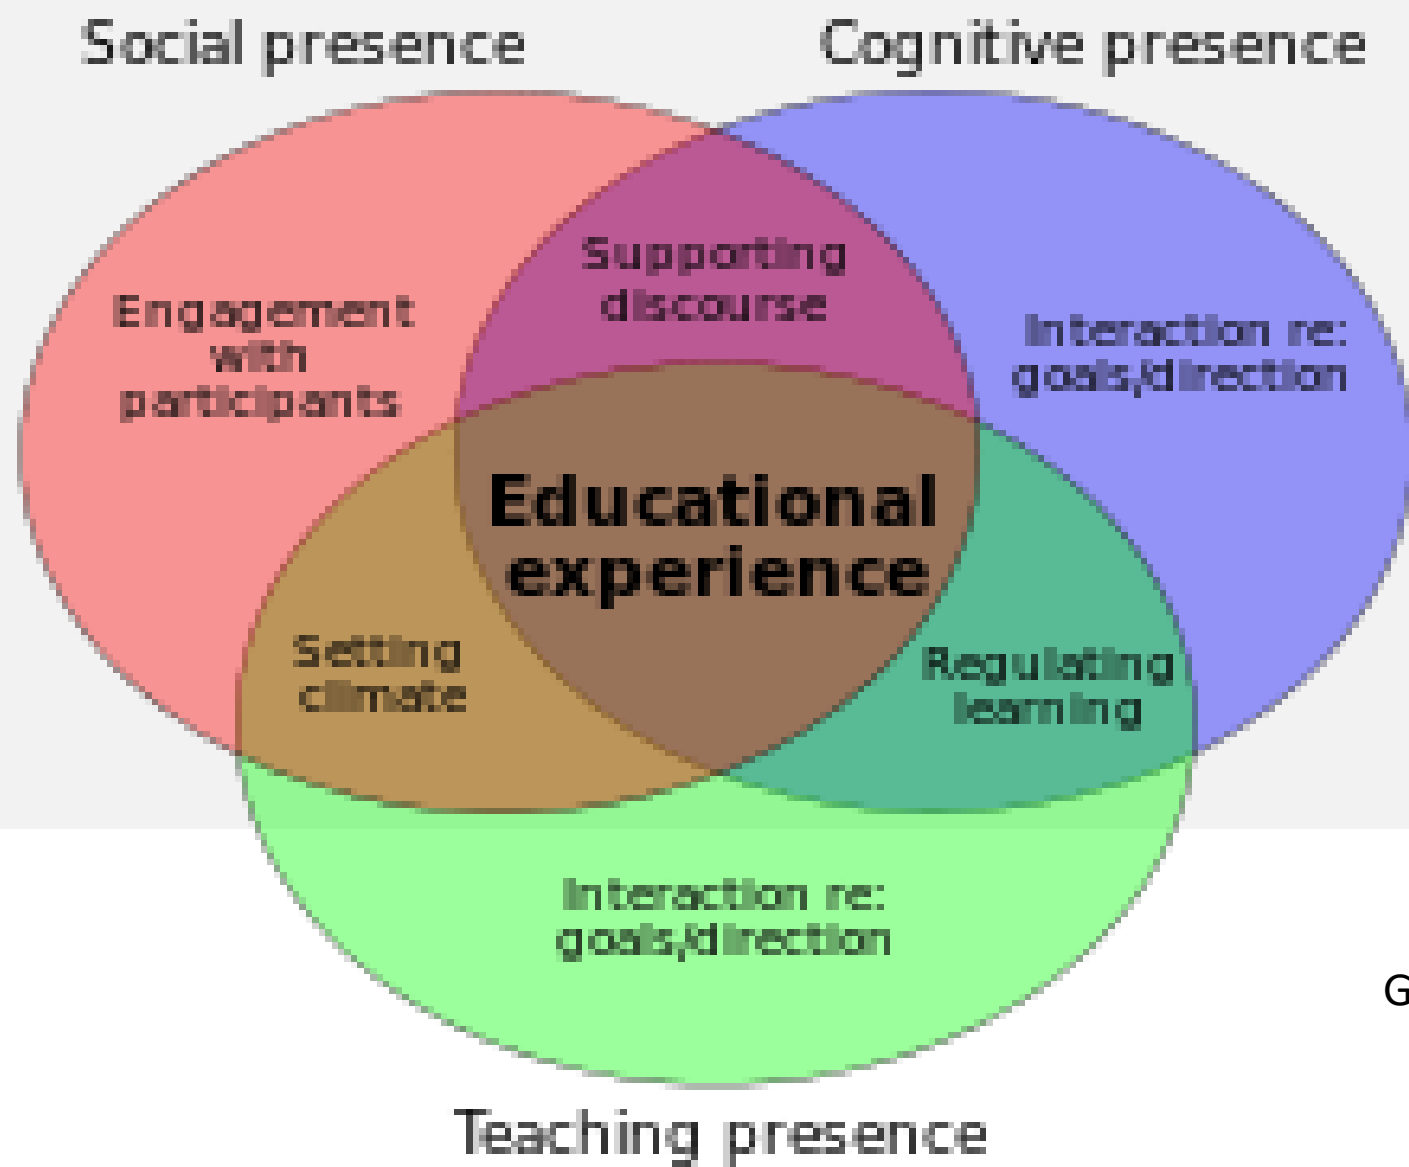 Social presence
Cognitive presence
Supporting
discourse
Engagement
with
participants
Interaction re:
goals/direction
Educational
experience
Setting
climate
Regulating
learning
Interaction re:
goals/direction
G
Teaching presence